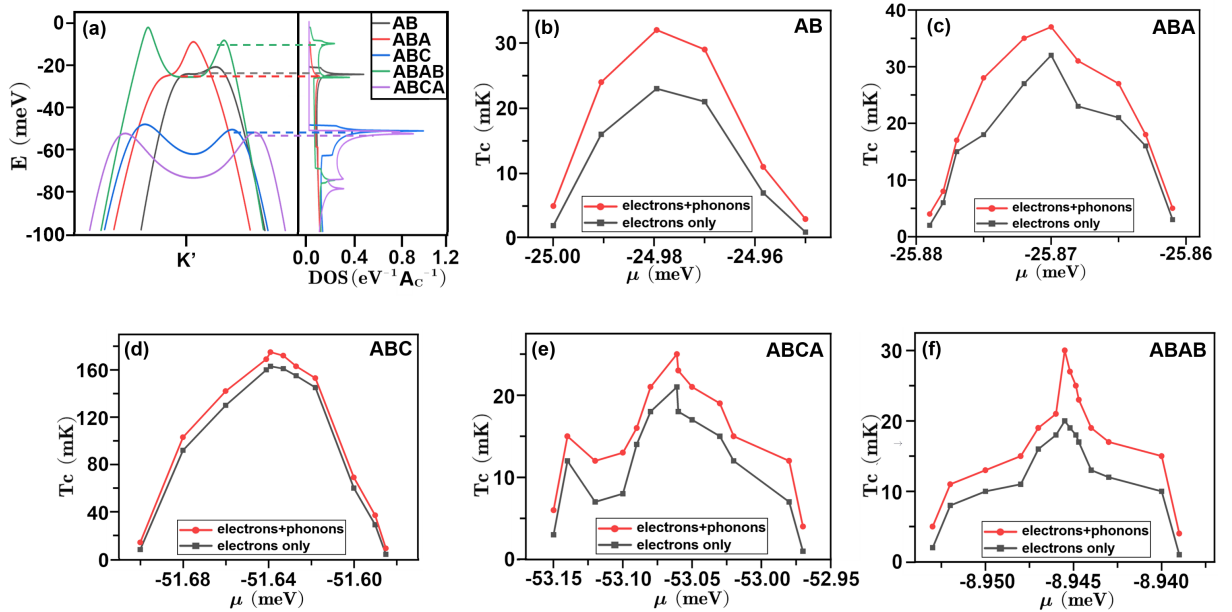 (a)
AB
ABA
ABC
ABAB
ABCA
E (meV)
0
-20
-40
-60
-80
-100
K'
0.0 0.4 0.8 1.2
DOS(eV⁻¹A_C⁻¹)
(b) AB
Tc (mK)
30
20
10
0
electrons+phonons
electrons only
-25.00 -24.98 -24.96
μ (meV)
(c) ABA
Tc (mK)
40
30
20
10
0
electrons+phonons
electrons only
-25.88 -25.87 -25.86
μ (meV)
(d) ABC
Tc (mK)
160
120
80
40
0
electrons+phonons
electrons only
-51.68 -51.64 -51.60
μ (meV)
(e) ABCA
Tc (mK)
20
10
0
electrons+phonons
electrons only
-53.15 -53.10 -53.05 -53.00 -52.95
μ (meV)
(f) ABAB
Tc (mK)
30
20
10
0
electrons+phonons
electrons only
-8.950 -8.945 -8.940
μ (meV)